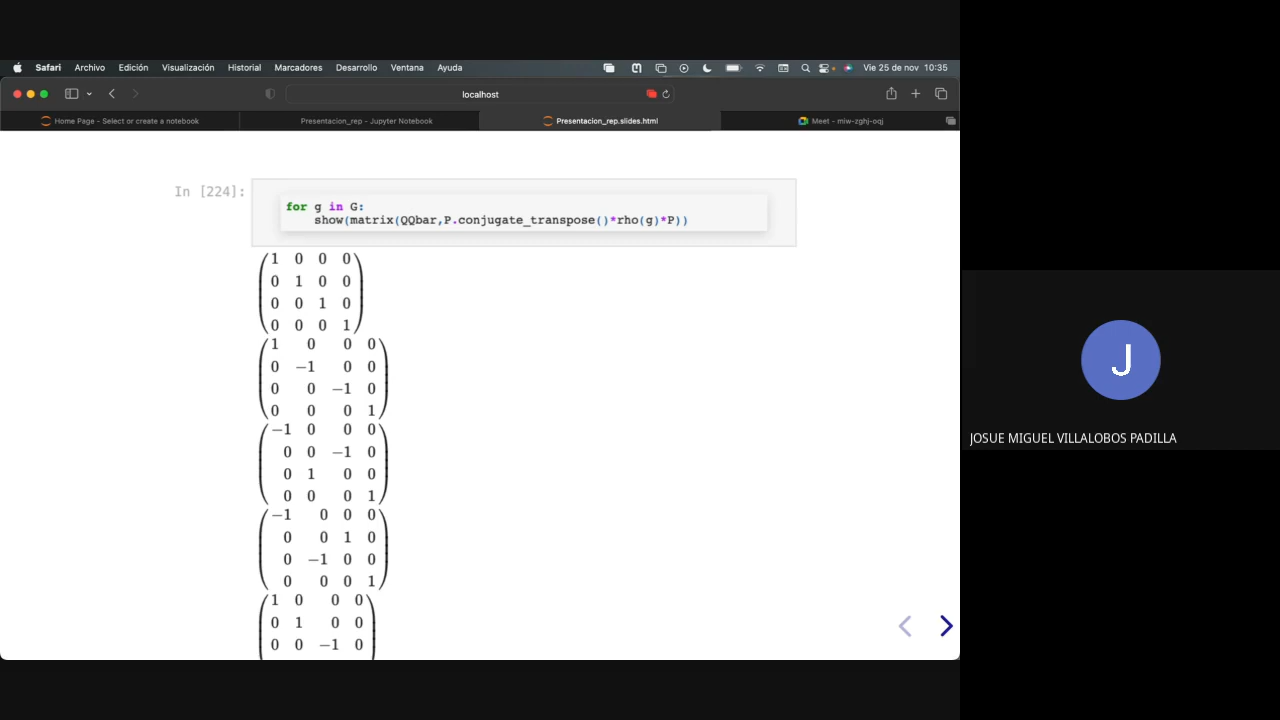 Safari Archivo Edición Visualización Historial Marcadores Desarrollo Ventana Ayuda Vie 25 de nov 10:35
localhost
Home Page - Select or create a notebook Presentacion_rep - Jupyter Notebook Presentacion_rep.slides.html Meet - miw-zghj-oqj
In [224]:
for g in G:
show(matrix(QQbar,P.conjugate_transpose()*rho(g)*P))
1 0 0 0
0 1 0 0
0 0 1 0
0 0 0 1
1 0 0 0
0 −1 0 0
0 0 −1 0
0 0 0 1
−1 0 0 0
0 0 −1 0
0 1 0 0
0 0 0 1
−1 0 0 0
0 0 1 0
0 −1 0 0
0 0 0 1
1 0 0 0
0 1 0 0
0 0 −1 0
J
JOSUE MIGUEL VILLALOBOS PADILLA